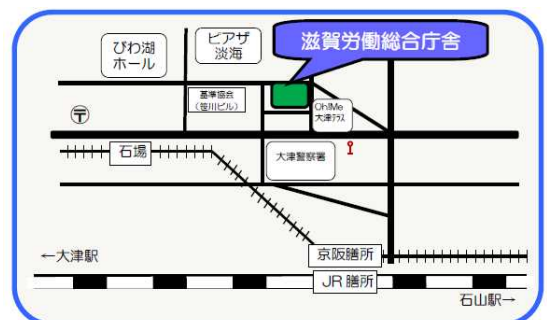 びわ湖
ホール
ピアザ
淡海
滋賀労働総合庁舎
基準協会
(笹川ビル)
Oh!Me
大津テラス
〒
石場
大津警察署
京阪膳所
←大津駅
JR膳所
石山駅→